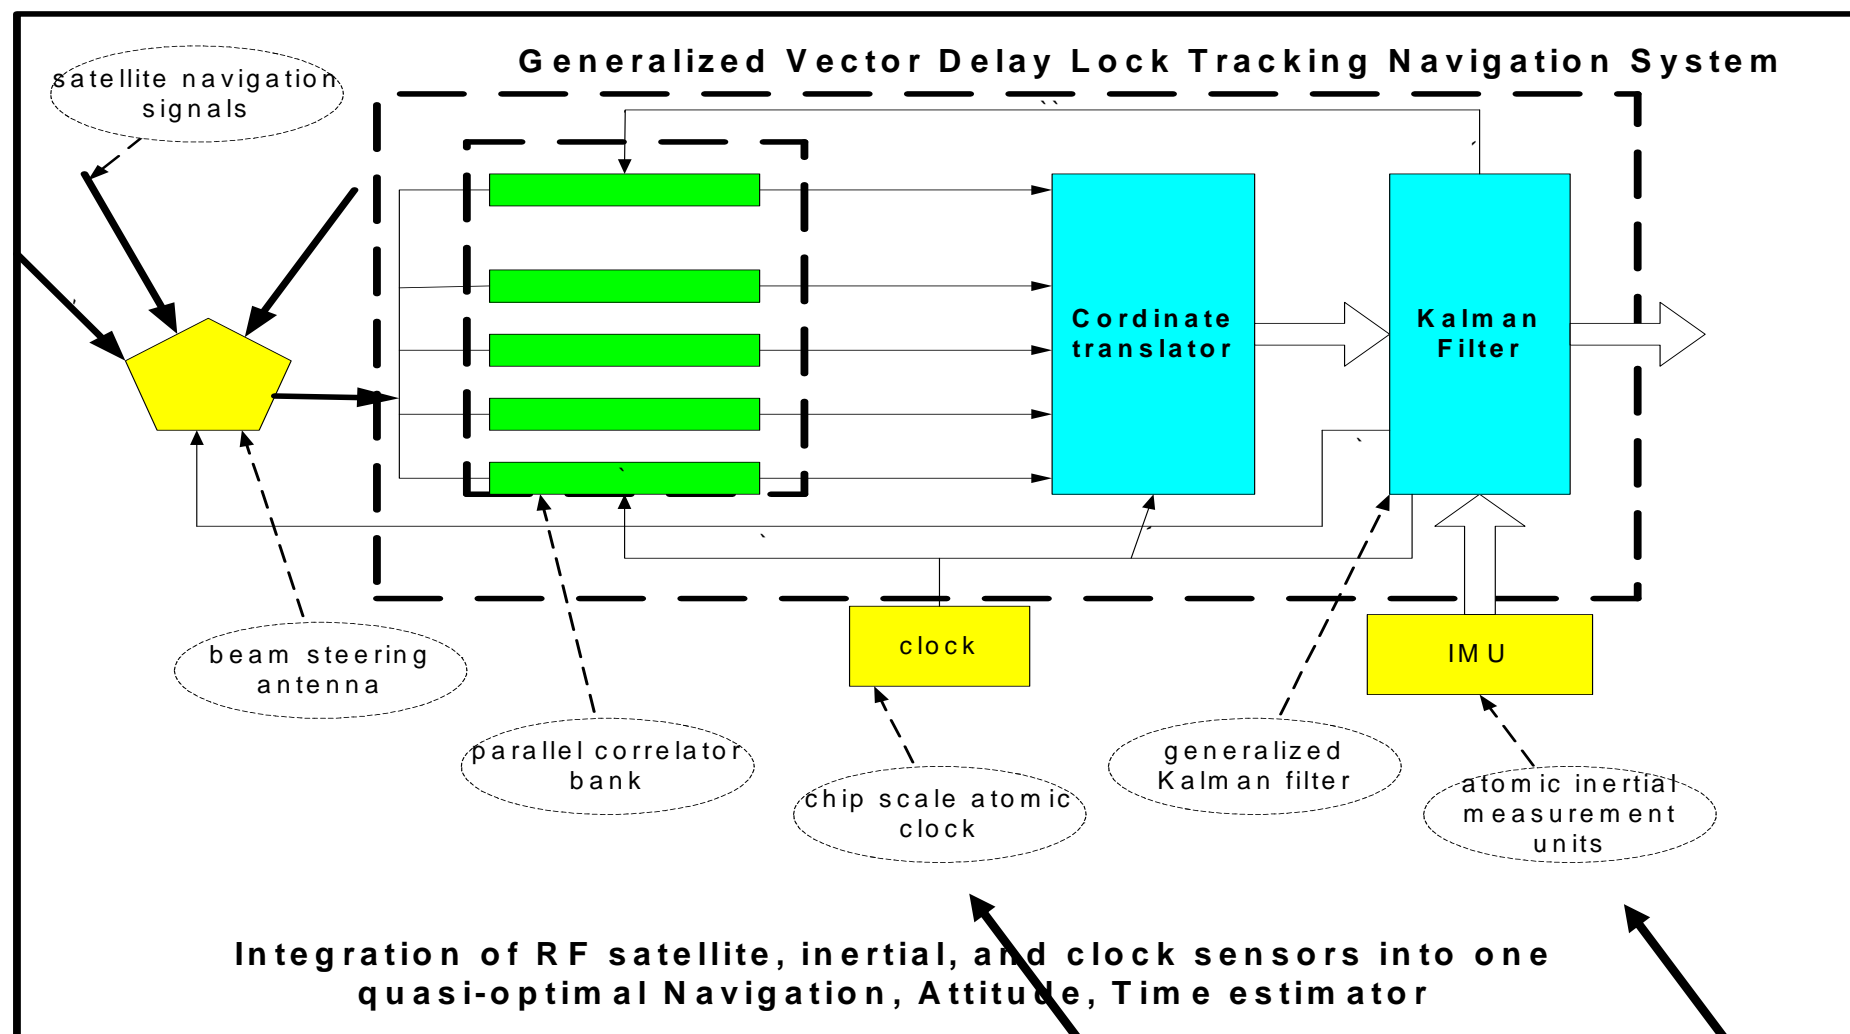 Generalized Vector Delay Lock Tracking Navigation System
satellite navigation
signals
Cordinate
translator
Kalman
Filter
clock
IMU
beam steering
antenna
parallel correlator
bank
chip scale atomic
clock
generalized
Kalman filter
atomic inertial
measurement
units
Integration of RF satellite, inertial, and clock sensors into one
quasi-optimal Navigation, Attitude, Time estimator